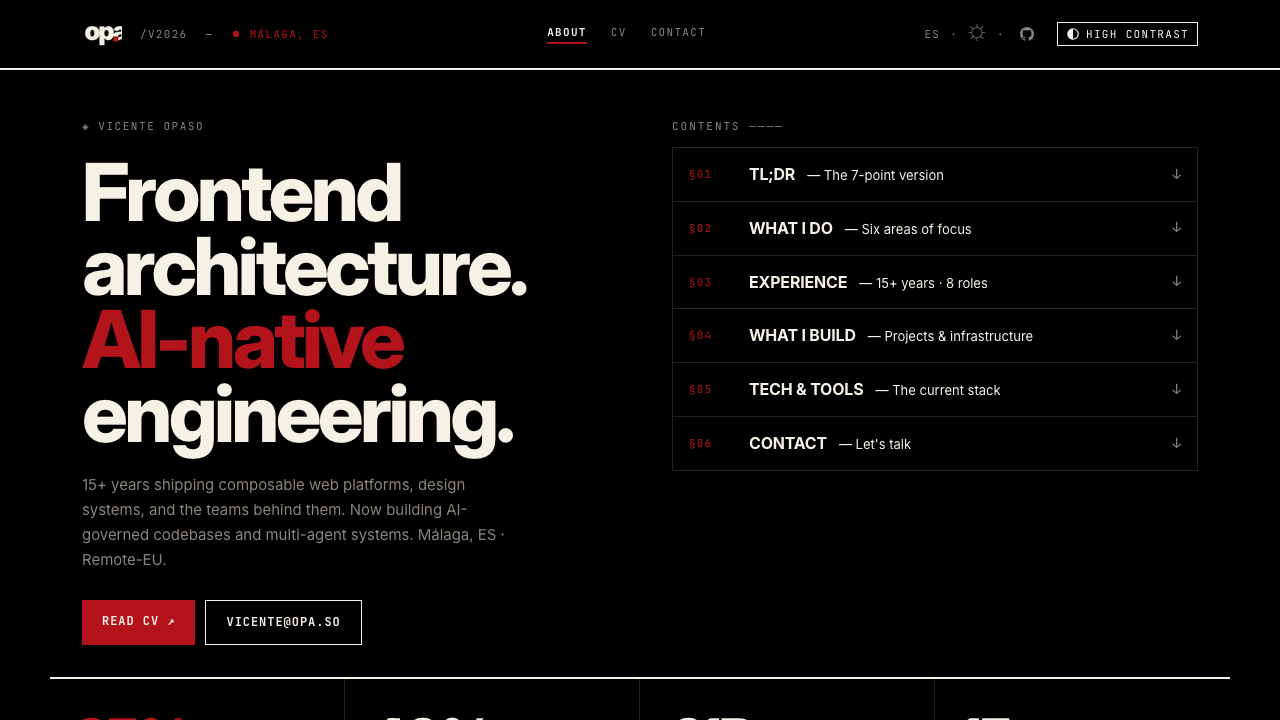 opa
/V2026 — ● MÁLAGA, ES
ABOUT CV CONTACT
ES · ·
HIGH CONTRAST
◈ VICENTE OPASO
Frontend
architecture.
AI-native
engineering.
15+ years shipping composable web platforms, design
systems, and the teams behind them. Now building AI-
governed codebases and multi-agent systems. Málaga, ES ·
Remote-EU.
READ CV ↗
VICENTE@OPA.SO
CONTENTS ————
§01 TL;DR — The 7-point version ↓
§02 WHAT I DO — Six areas of focus ↓
§03 EXPERIENCE — 15+ years · 8 roles ↓
§04 WHAT I BUILD — Projects & infrastructure ↓
§05 TECH & TOOLS — The current stack ↓
§06 CONTACT — Let's talk ↓